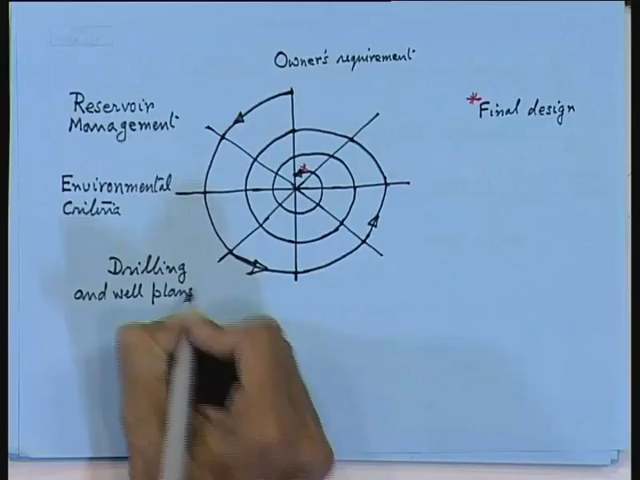 Owner's requirement
Reservoir
Management
* Final design
*
Environmental
Criteria
Drilling
and well plans